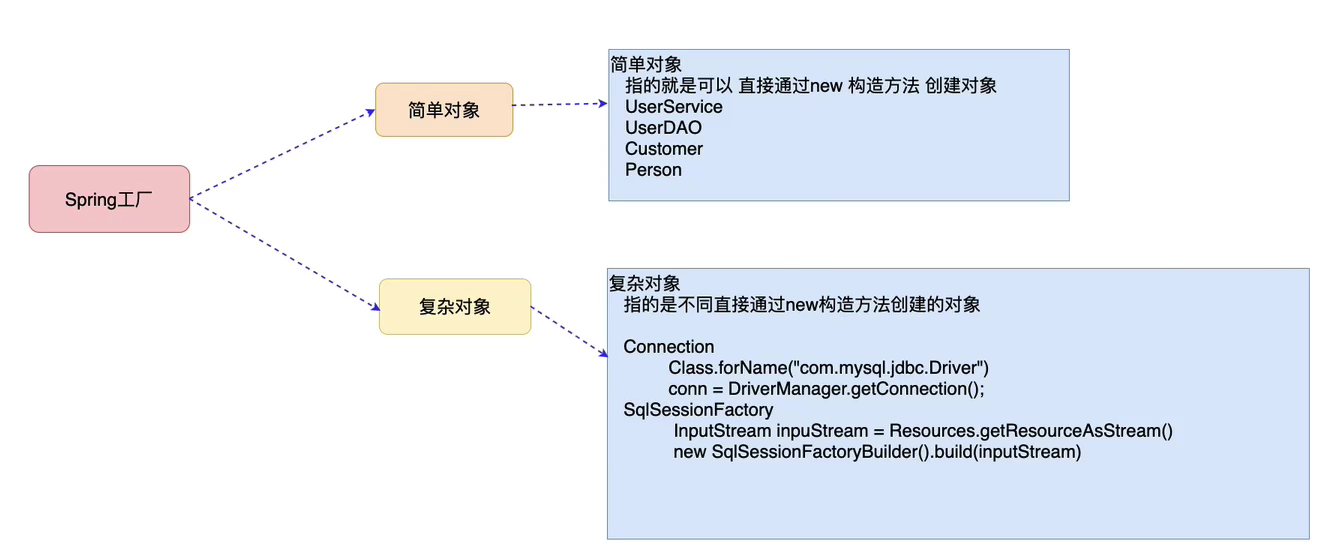 Spring工厂
简单对象
简单对象
指的就是可以 直接通过new 构造方法 创建对象
UserService
UserDAO
Customer
Person
复杂对象
复杂对象
指的是不同直接通过new构造方法创建的对象
Connection
Class.forName("com.mysql.jdbc.Driver")
conn = DriverManager.getConnection();
SqlSessionFactory
InputStream inpuStream = Resources.getResourceAsStream()
new SqlSessionFactoryBuilder().build(inputStream)